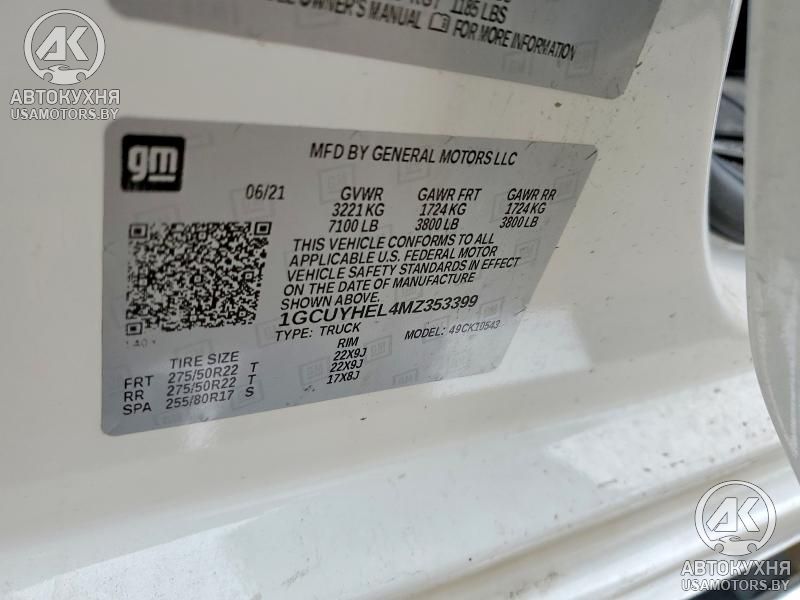 1185 LBS
OWNER'S MANUAL FOR MORE INFORMATION
AK
АВТОКУХНЯ
USAMOTORS.BY
gm
MFD BY GENERAL MOTORS LLC
06/21 GVWR GAWR FRT GAWR RR
3221 KG 1724 KG 1724 KG
7100 LB 3800 LB 3800 LB
THIS VEHICLE CONFORMS TO ALL
APPLICABLE U.S. FEDERAL MOTOR
VEHICLE SAFETY STANDARDS IN EFFECT
ON THE DATE OF MANUFACTURE
SHOWN ABOVE.
1GCUYHEL4MZ353399
TYPE: TRUCK MODEL: 49CK10543
TIRE SIZE RIM
FRT 275/50R22 T 22X9J
RR 275/50R22 T 22X9J
SPA 255/80R17 S 17X8J
AK
АВТОКУХНЯ
USAMOTORS.BY